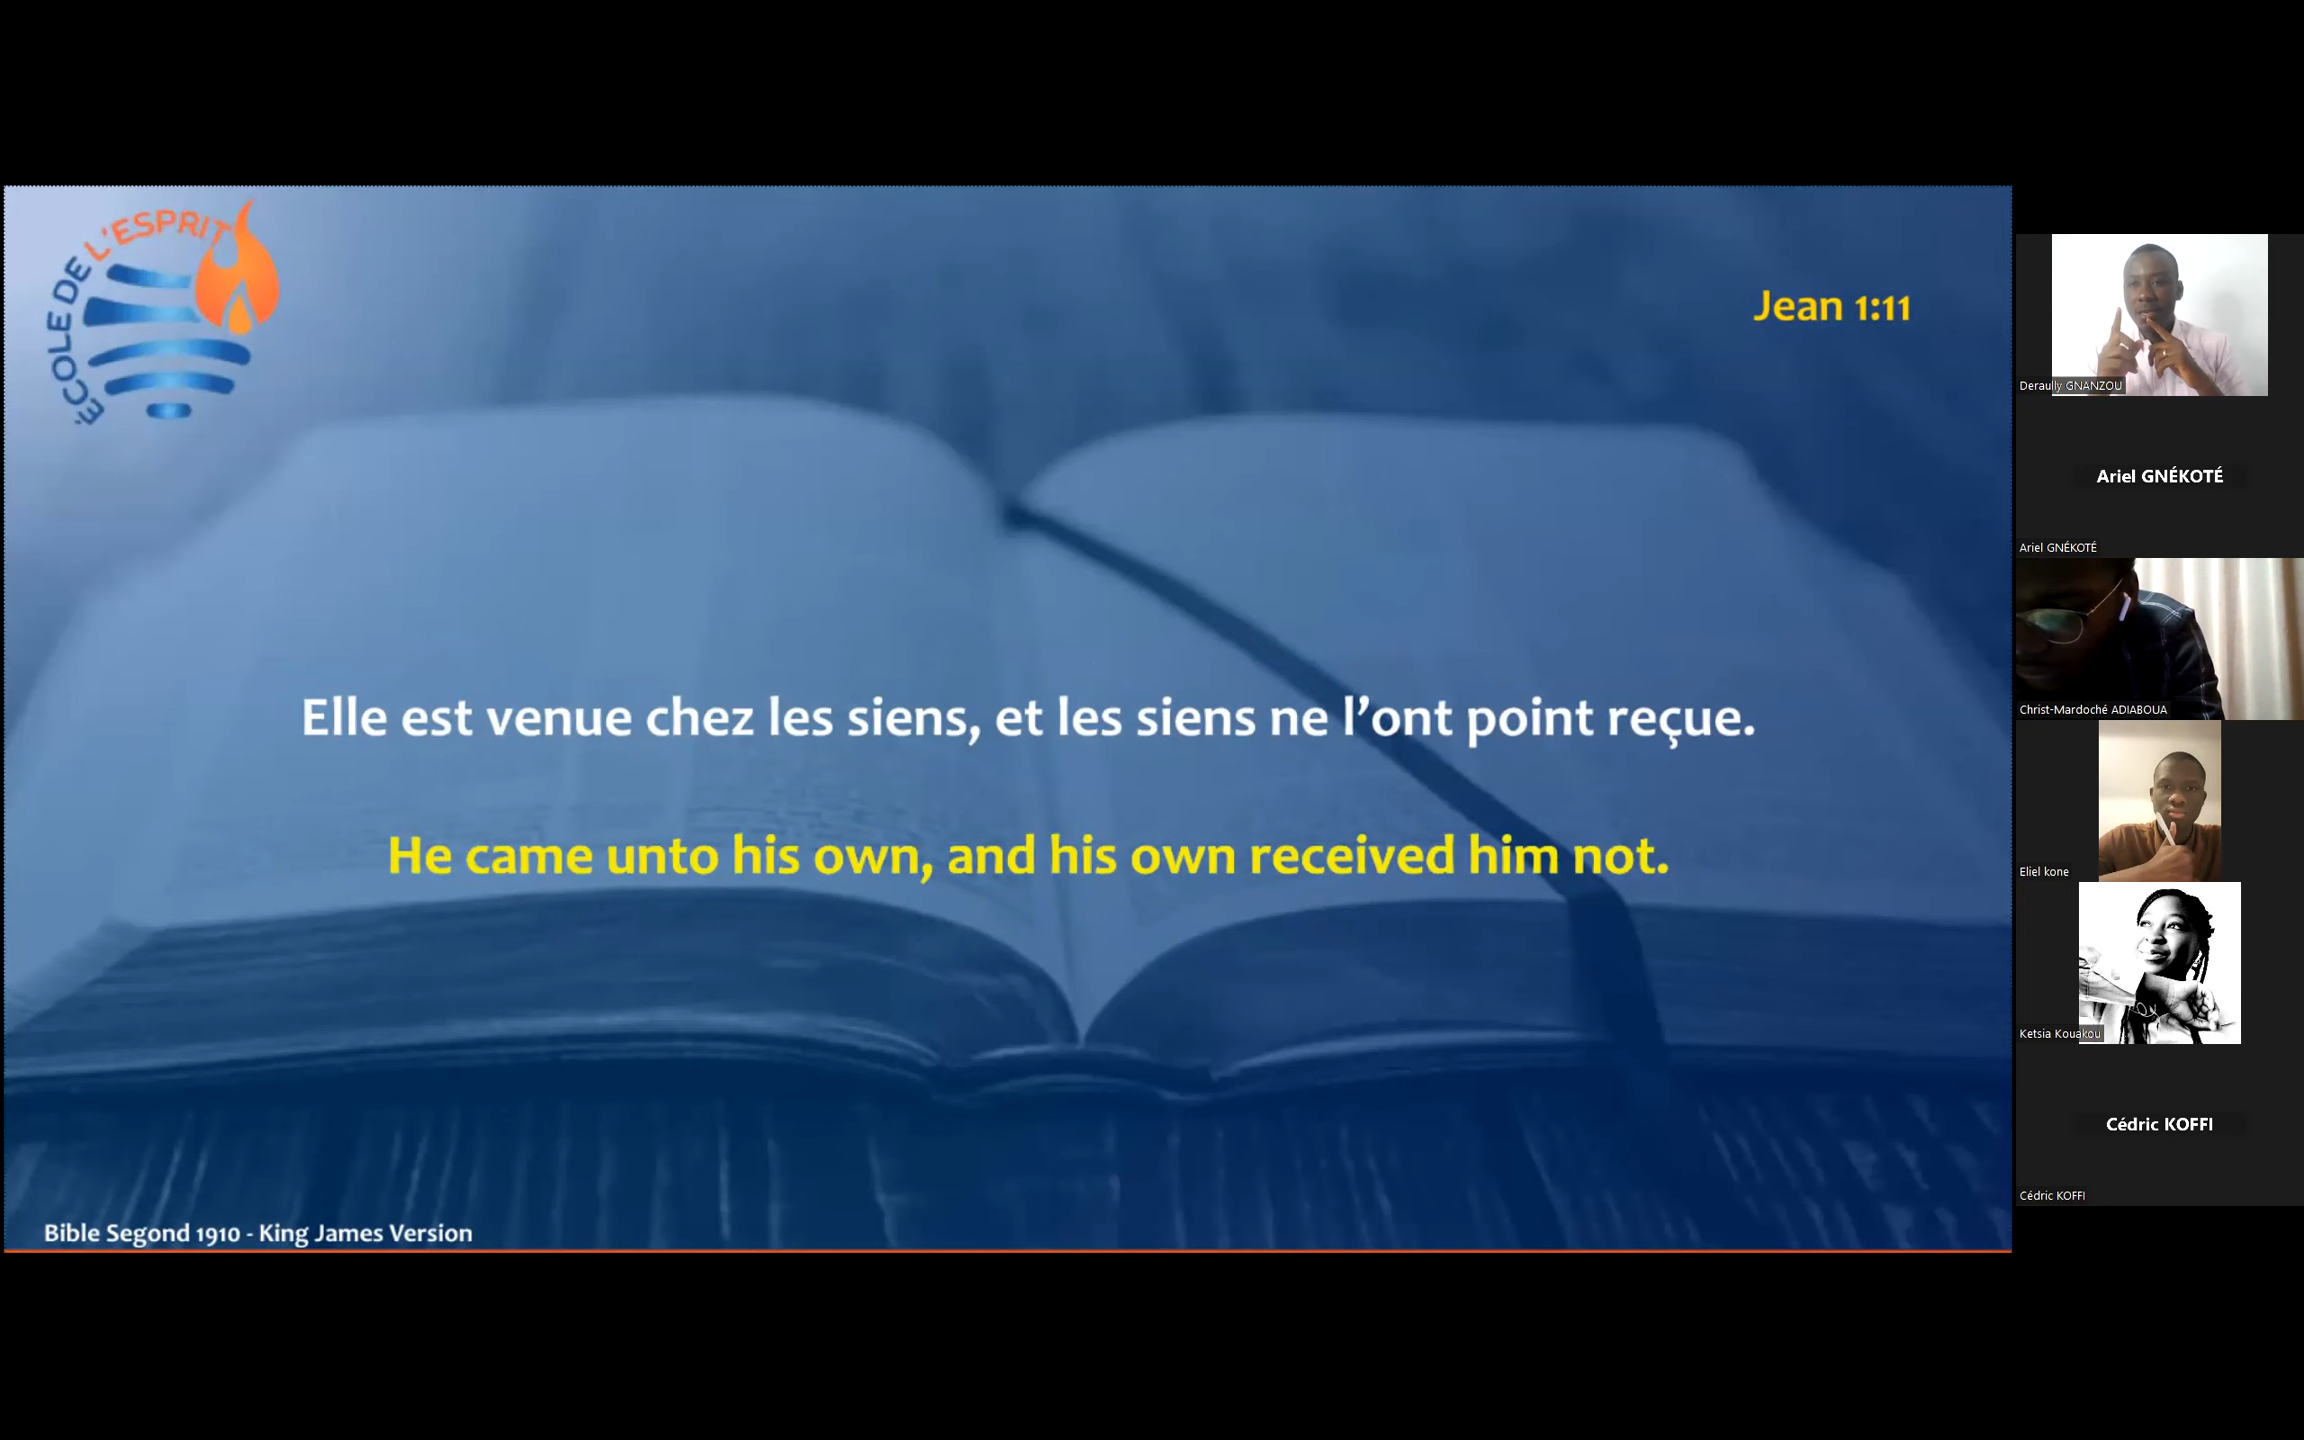 ÉCOLE DE L'ESPRIT
Jean 1:11
Elle est venue chez les siens, et les siens ne l'ont point reçue.
He came unto his own, and his own received him not.
Bible Segond 1910 - King James Version
Deraully GNANZOU
Ariel GNÉKOTÉ
Ariel GNÉKOTÉ
Christ-Mardoché ADIABOUA
Eliel kone
Ketsia Kouakou
Cédric KOFFI
Cédric KOFFI